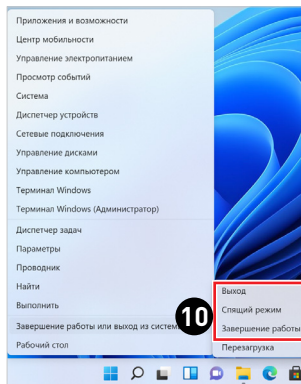 Приложения и возможности
Центр мобильности
Управление электропитанием
Просмотр событий
Система
Диспетчер устройств
Сетевые подключения
Управление дисками
Управление компьютером
Терминал Windows
Терминал Windows (Администратор)
Диспетчер задач
Параметры
Проводник
Найти
Выполнить
Завершение работы или выход из систем
Рабочий стол
10
Выход
Спящий режим
Завершение работы
Перезагрузка